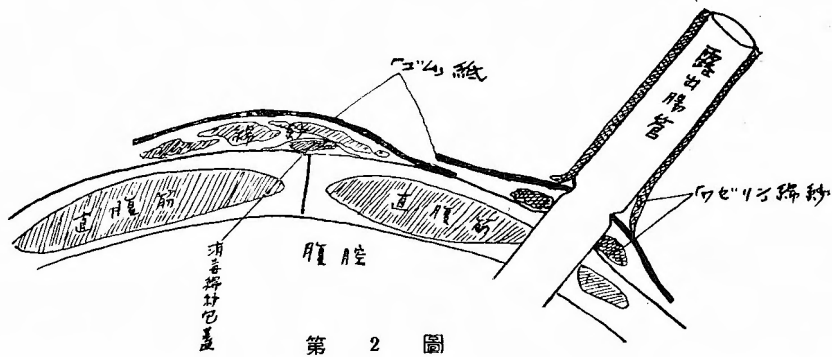 「ゴム」紙
露出腸管
「ワゼリン」綿紗
直腹筋
直腹筋
腹腔
消毒綿紗包蓋
第 2 圖